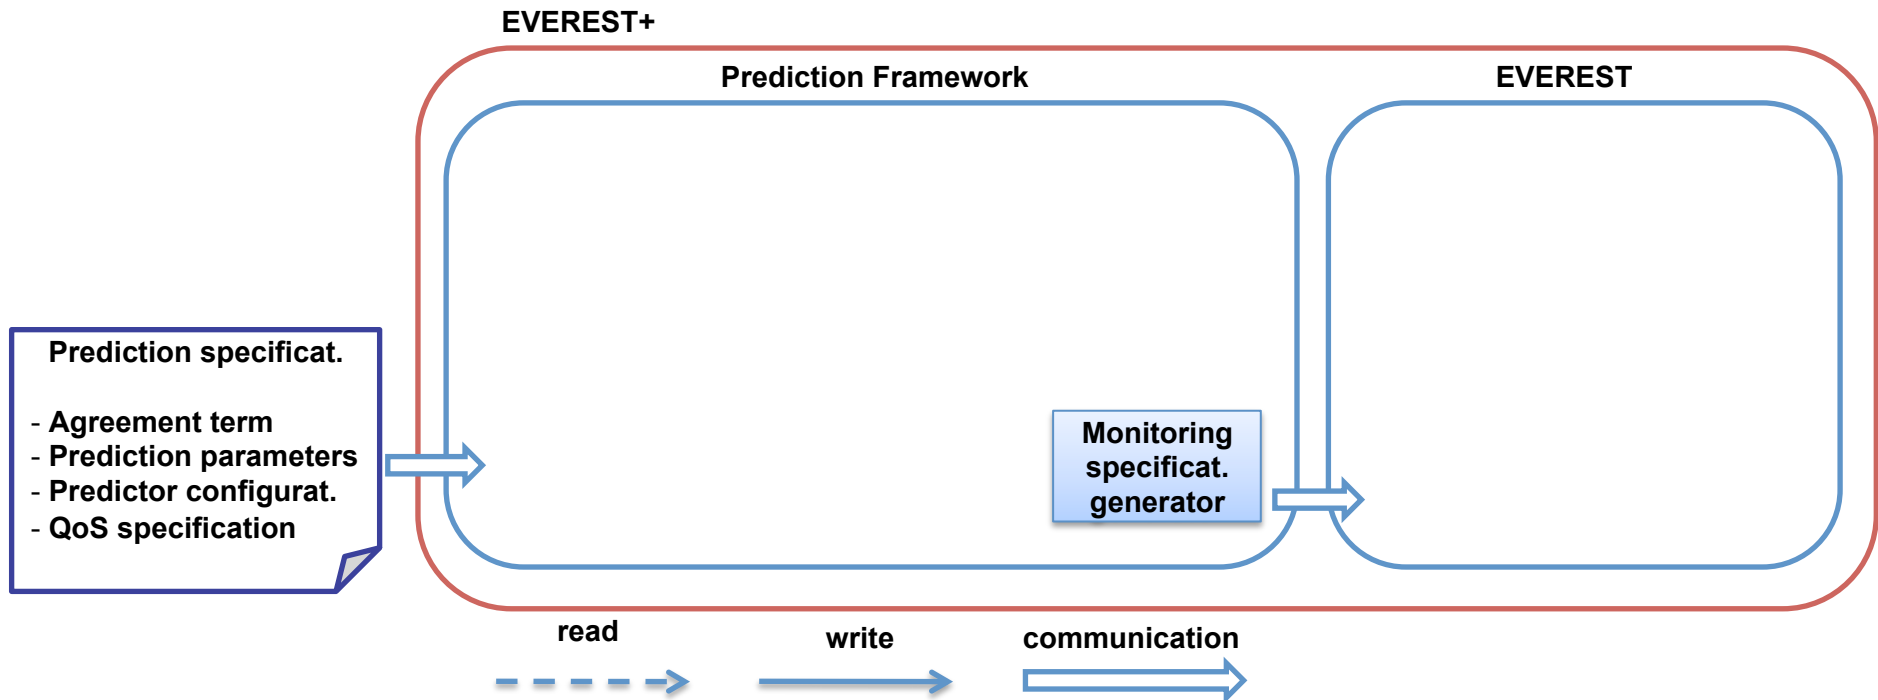 EVEREST+
Prediction Framework
EVEREST
Prediction specificat.
- Agreement term
- Prediction parameters
- Predictor configurat.
- QoS specification
Monitoring
specificat.
generator
read
write
communication